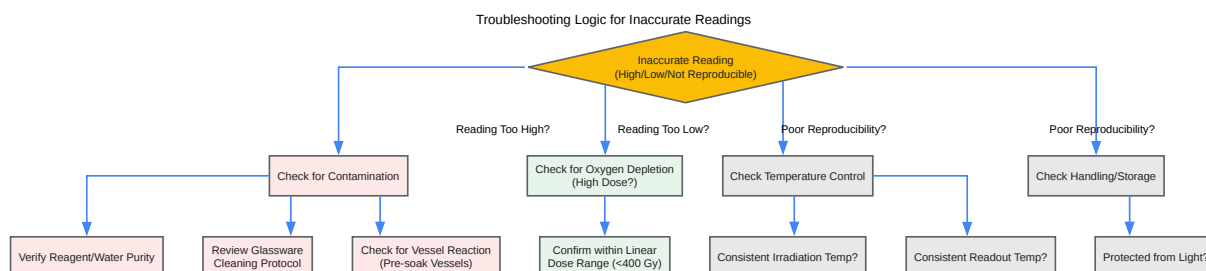 Troubleshooting Logic for Inaccurate Readings
Inaccurate Reading
(High/Low/Not Reproducible)
Reading Too High?
Reading Too Low?
Poor Reproducibility?
Poor Reproducibility?
Check for Contamination
Check for Oxygen Depletion
(High Dose?)
Check Temperature Control
Check Handling/Storage
Verify Reagent/Water Purity
Review Glassware
Cleaning Protocol
Check for Vessel Reaction
(Pre-soak Vessels)
Confirm within Linear
Dose Range (<400 Gy)
Consistent Irradiation Temp?
Consistent Readout Temp?
Protected from Light?